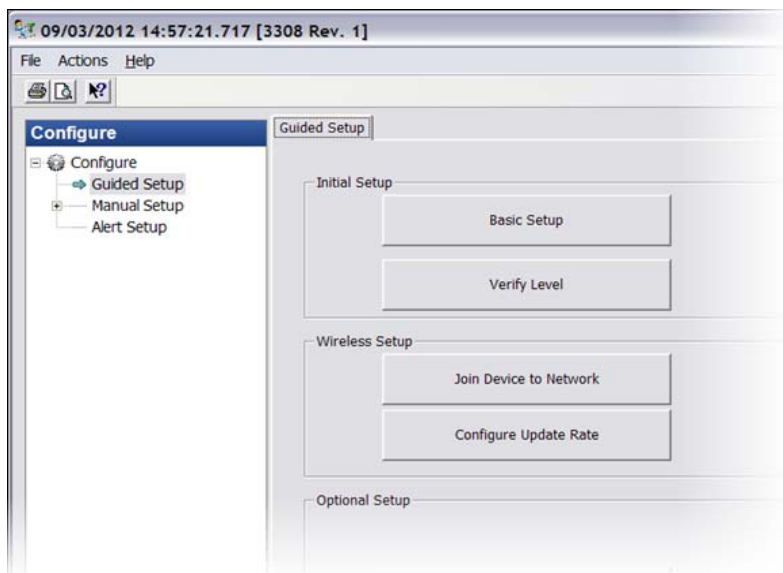 09/03/2012 14:57:21.717 [3308 Rev. 1]
File Actions Help
Configure
Configure
Guided Setup
Manual Setup
Alert Setup
Guided Setup
Initial Setup
Basic Setup
Verify Level
Wireless Setup
Join Device to Network
Configure Update Rate
Optional Setup